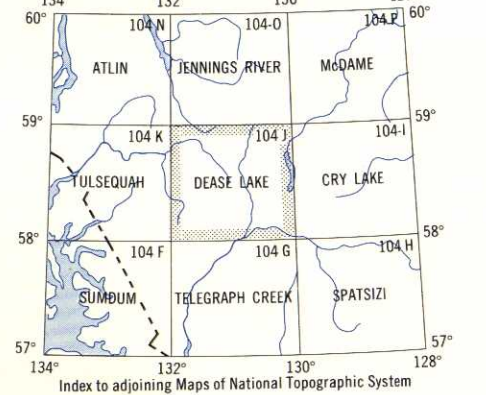 134° 132° 130°
60° 104 N 104-O 104-P 60°
ATLIN JENNINGS RIVER McDAME
59° 59°
104 K 104 J 104-I
TULSEQUAH DEASE LAKE CRY LAKE
58° 104 F 104 G 104 H 58°
SUMDUM TELEGRAPH CREEK SPATSIZI
57° 57°
134° 132° 130° 128°
Index to adjoining Maps of National Topographic System